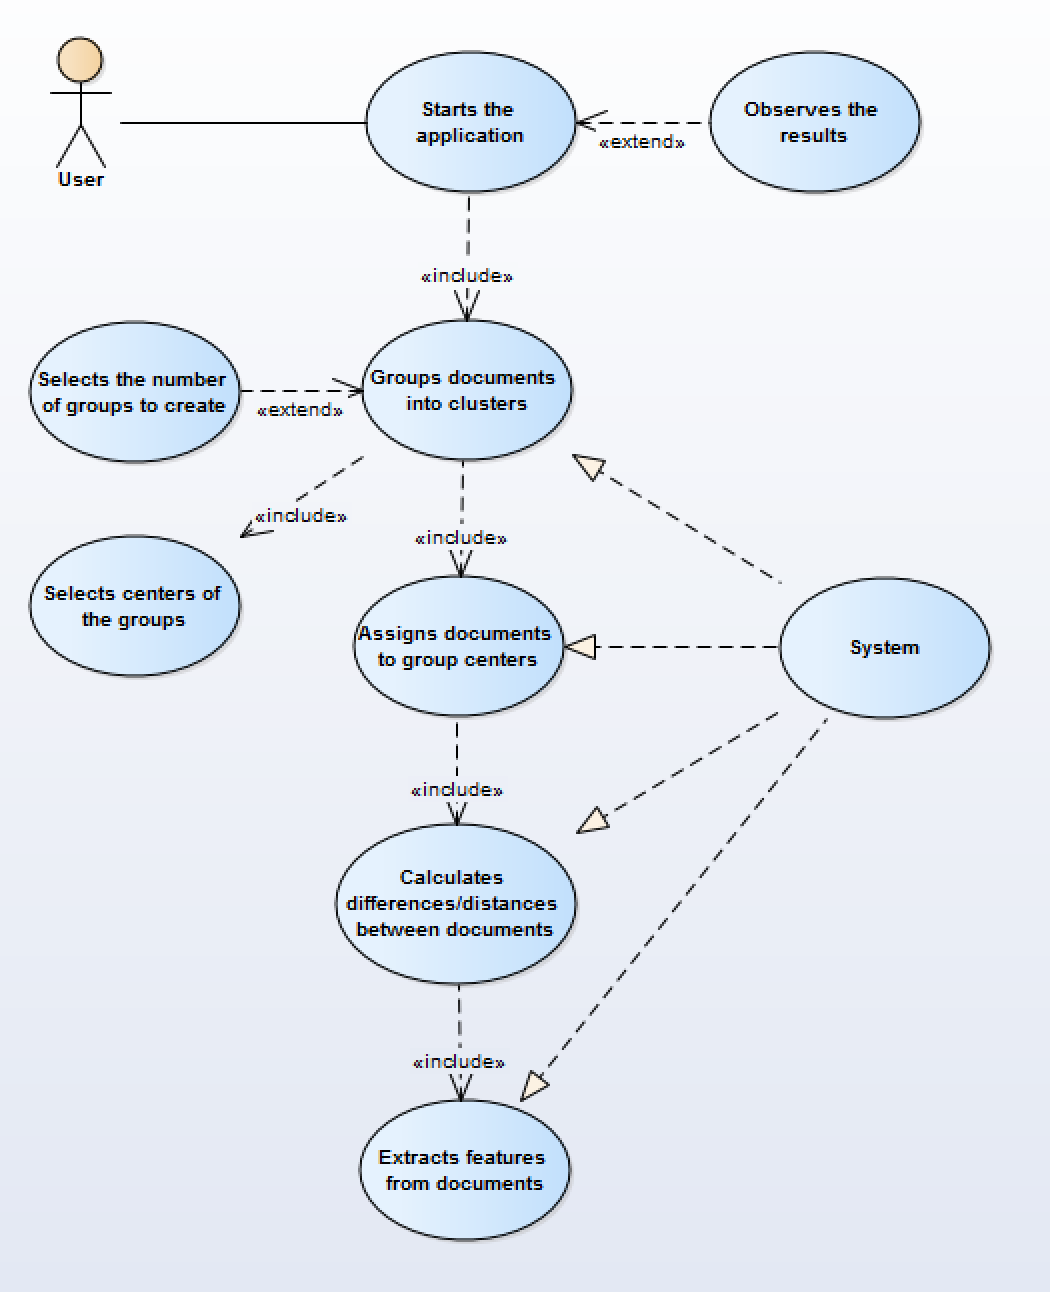 User
Starts the
application
Observes the
results
«extend»
«include»
Selects the number
of groups to create
«extend»
Groups documents
into clusters
«include»
«include»
Selects centers of
the groups
Assigns documents
to group centers
System
«include»
Calculates
differences/distances
between documents
«include»
Extracts features
from documents